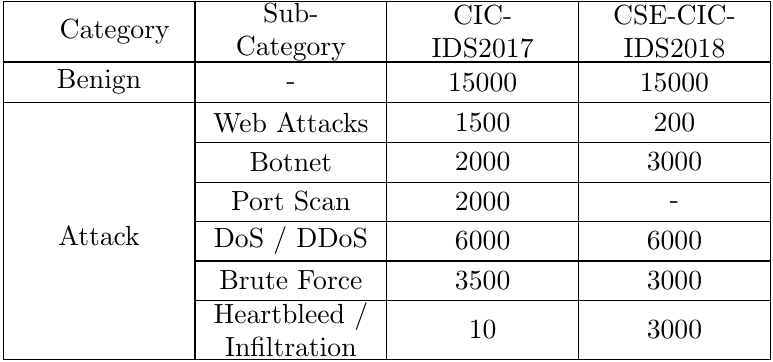 Category Sub-Category CIC-IDS2017 CSE-CIC-IDS2018
Benign - 15000 15000
Attack
Web Attacks 1500 200
Botnet 2000 3000
Port Scan 2000 -
DoS / DDoS 6000 6000
Brute Force 3500 3000
Heartbleed / Infiltration 10 3000